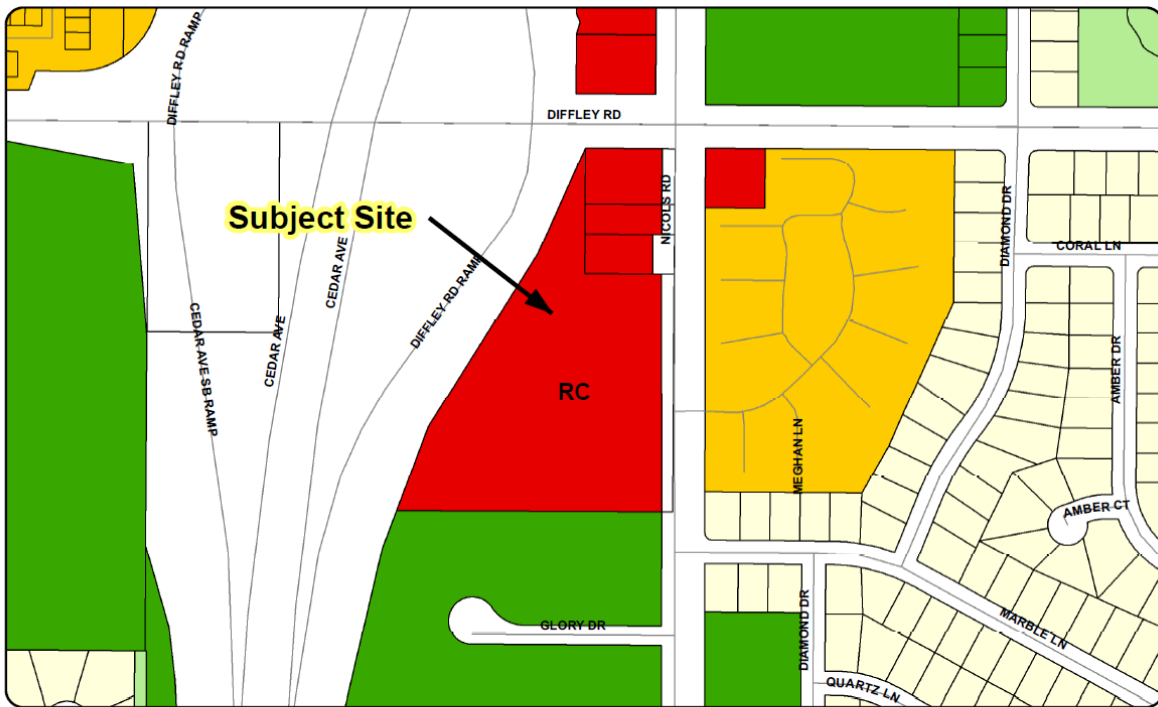 DIFFLEY RD RAMP
DIFFLEY RD
Subject Site
NICOLS RD
DIAMOND DR
CORAL LN
CEDAR AVE
DIFFLEY RD RAMP
CEDAR AVE SB RAMP
CEDAR AVE
AMBER DR
RC
MEGHAN LN
AMBER CT
GLORY DR
DIAMOND DR
MARBLE LN
QUARTZ LN